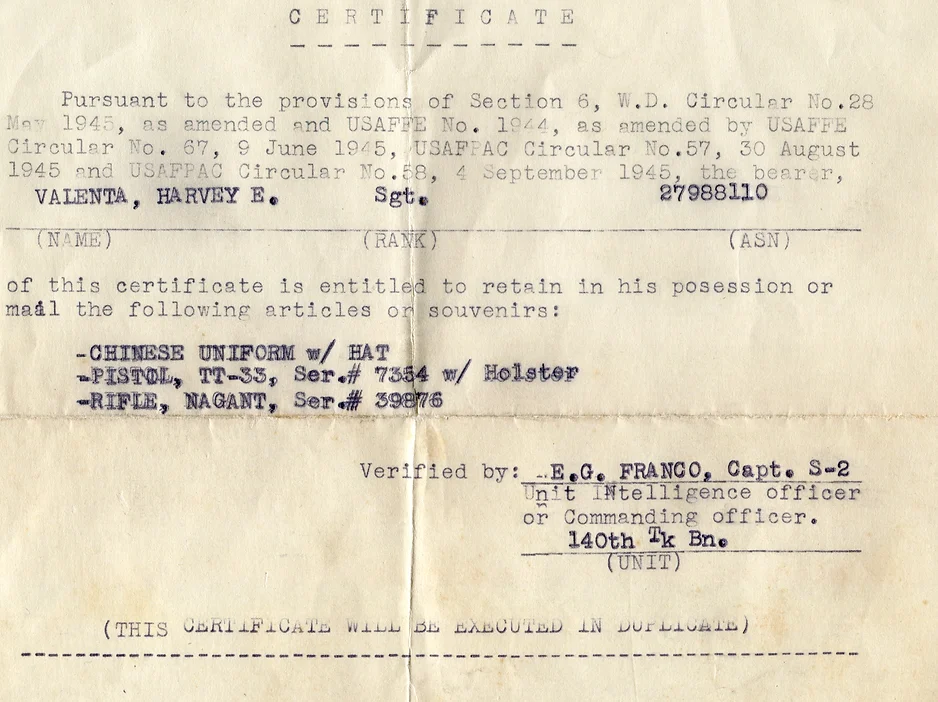 CERTIFICATE
Pursuant to the provisions of Section 6, W.D. Circular No.28
May 1945, as amended and USAFFE No. 1944, as amended by USAFFE
Circular No. 67, 9 June 1945, USAFPAC Circular No.57, 30 August
1945 and USAFPAC Circular No.58, 4 September 1945, the bearer,
VALENTA, HARVEY E. Sgt. 27988110
(NAME) (RANK) (ASN)
of this certificate is entitled to retain in his posession or
mail the following articles or souvenirs:
-CHINESE UNIFORM w/ HAT
-PISTOL, TT-33, Ser.# 7354 w/ Holster
-RIFLE, NAGANT, Ser.# 39876
Verified by: E.G. FRANCO, Capt. S-2
Unit INtelligence officer
or Commanding officer.
140th Tk Bn.
(UNIT)
(THIS CERTIFICATE WILL BE EXECUTED IN DUPLICATE)